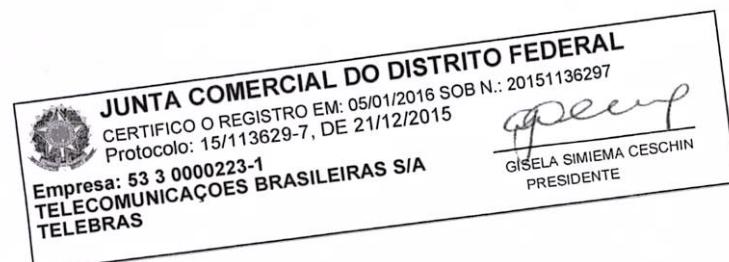 JUNTA COMERCIAL DO DISTRITO FEDERAL
CERTIFICO O REGISTRO EM: 05/01/2016 SOB N.: 20151136297
Protocolo: 15/113629-7, DE 21/12/2015
Empresa: 53 3 0000223-1
TELECOMUNICAÇOES BRASILEIRAS S/A
TELEBRAS
GISELA SIMIEMA CESCHIN
PRESIDENTE